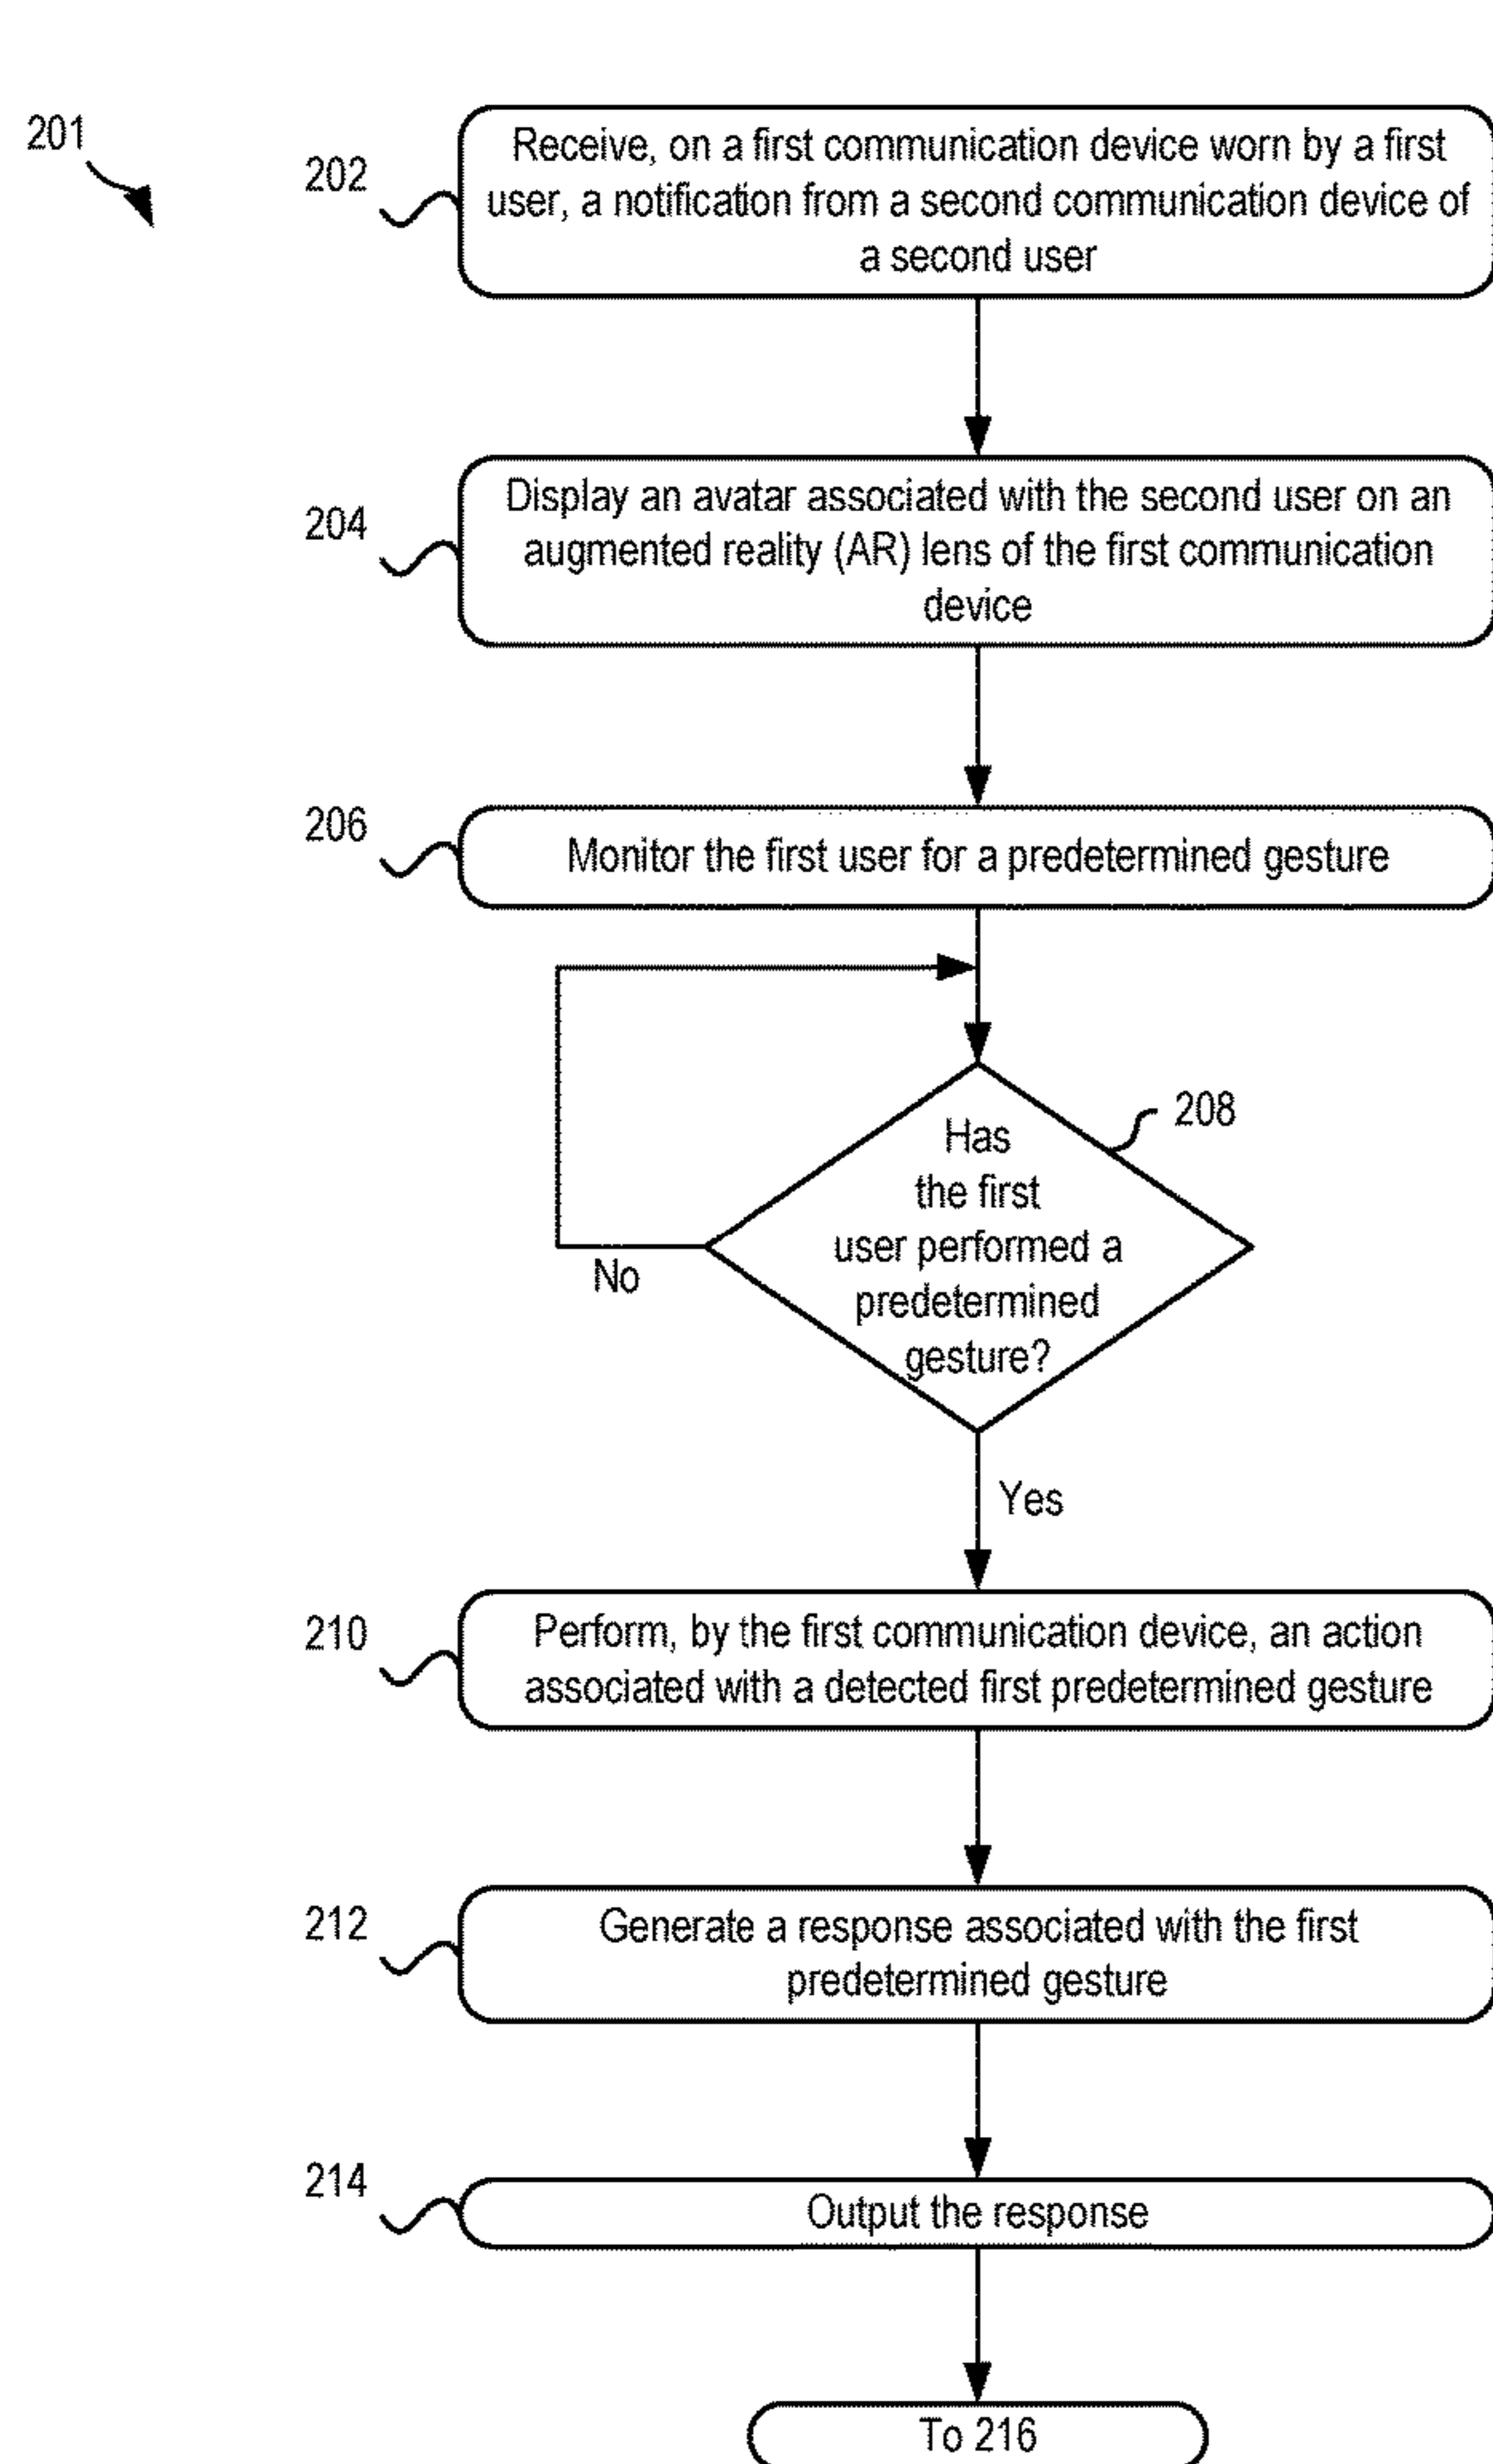 201
202
Receive, on a first communication device worn by a first
user, a notification from a second communication device of
a second user
204
Display an avatar associated with the second user on an
augmented reality (AR) lens of the first communication
device
206
Monitor the first user for a predetermined gesture
208
Has
the first
user performed a
predetermined
gesture?
No
Yes
210
Perform, by the first communication device, an action
associated with a detected first predetermined gesture
212
Generate a response associated with the first
predetermined gesture
214
Output the response
To 216